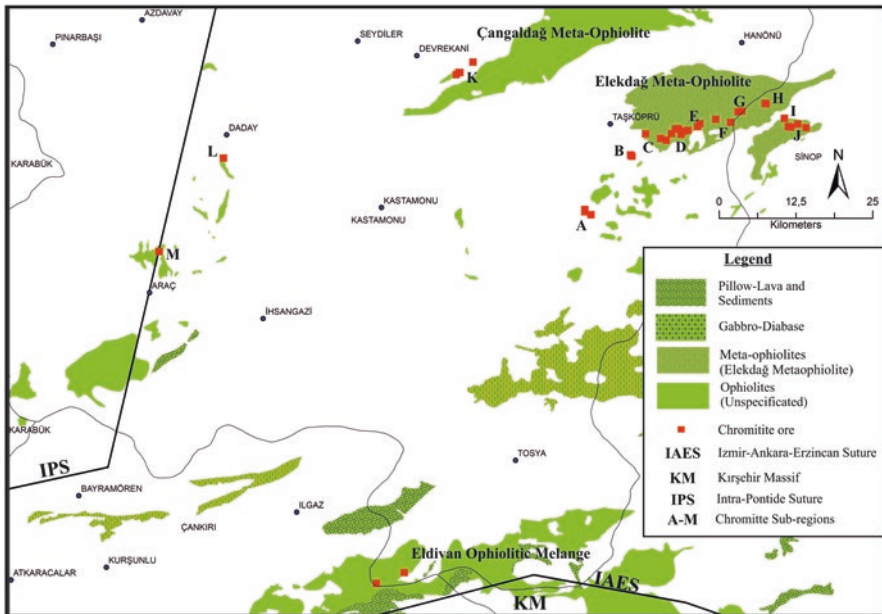 AZDAVAY
PINARBAŞI
SEYDİLER
DEVREKANİ
Çangaldağ Meta-Ophiolite
HANÖNÜ
K
Elekdağ Meta-Ophiolite
TAŞKÖPRÜ
G
H
E
I
F
J
C
D
B
SİNOP
DADAY
L
KARABÜK
KASTAMONU
KASTAMONU
A
N
0
12,5
25
Kilometers
M
ARAÇ
İHSANGAZİ
Legend
Pillow-Lava and
Sediments
Gabbro-Diabase
Meta-ophiolites
(Elekdağ Metaophiolite)
Ophiolites
(Unspecificated)
Chromitite ore
IAES Izmir-Ankara-Erzincan Suture
KM Kırşehir Massif
IPS Intra-Pontide Suture
A-M Chromitte Sub-regions
KARABÜK
IPS
TOSYA
BAYRAMÖREN
ÇANKIRI
ILGAZ
KURŞUNLU
ATKARACALAR
Eldivan Ophiolitic Melange
IAES
KM